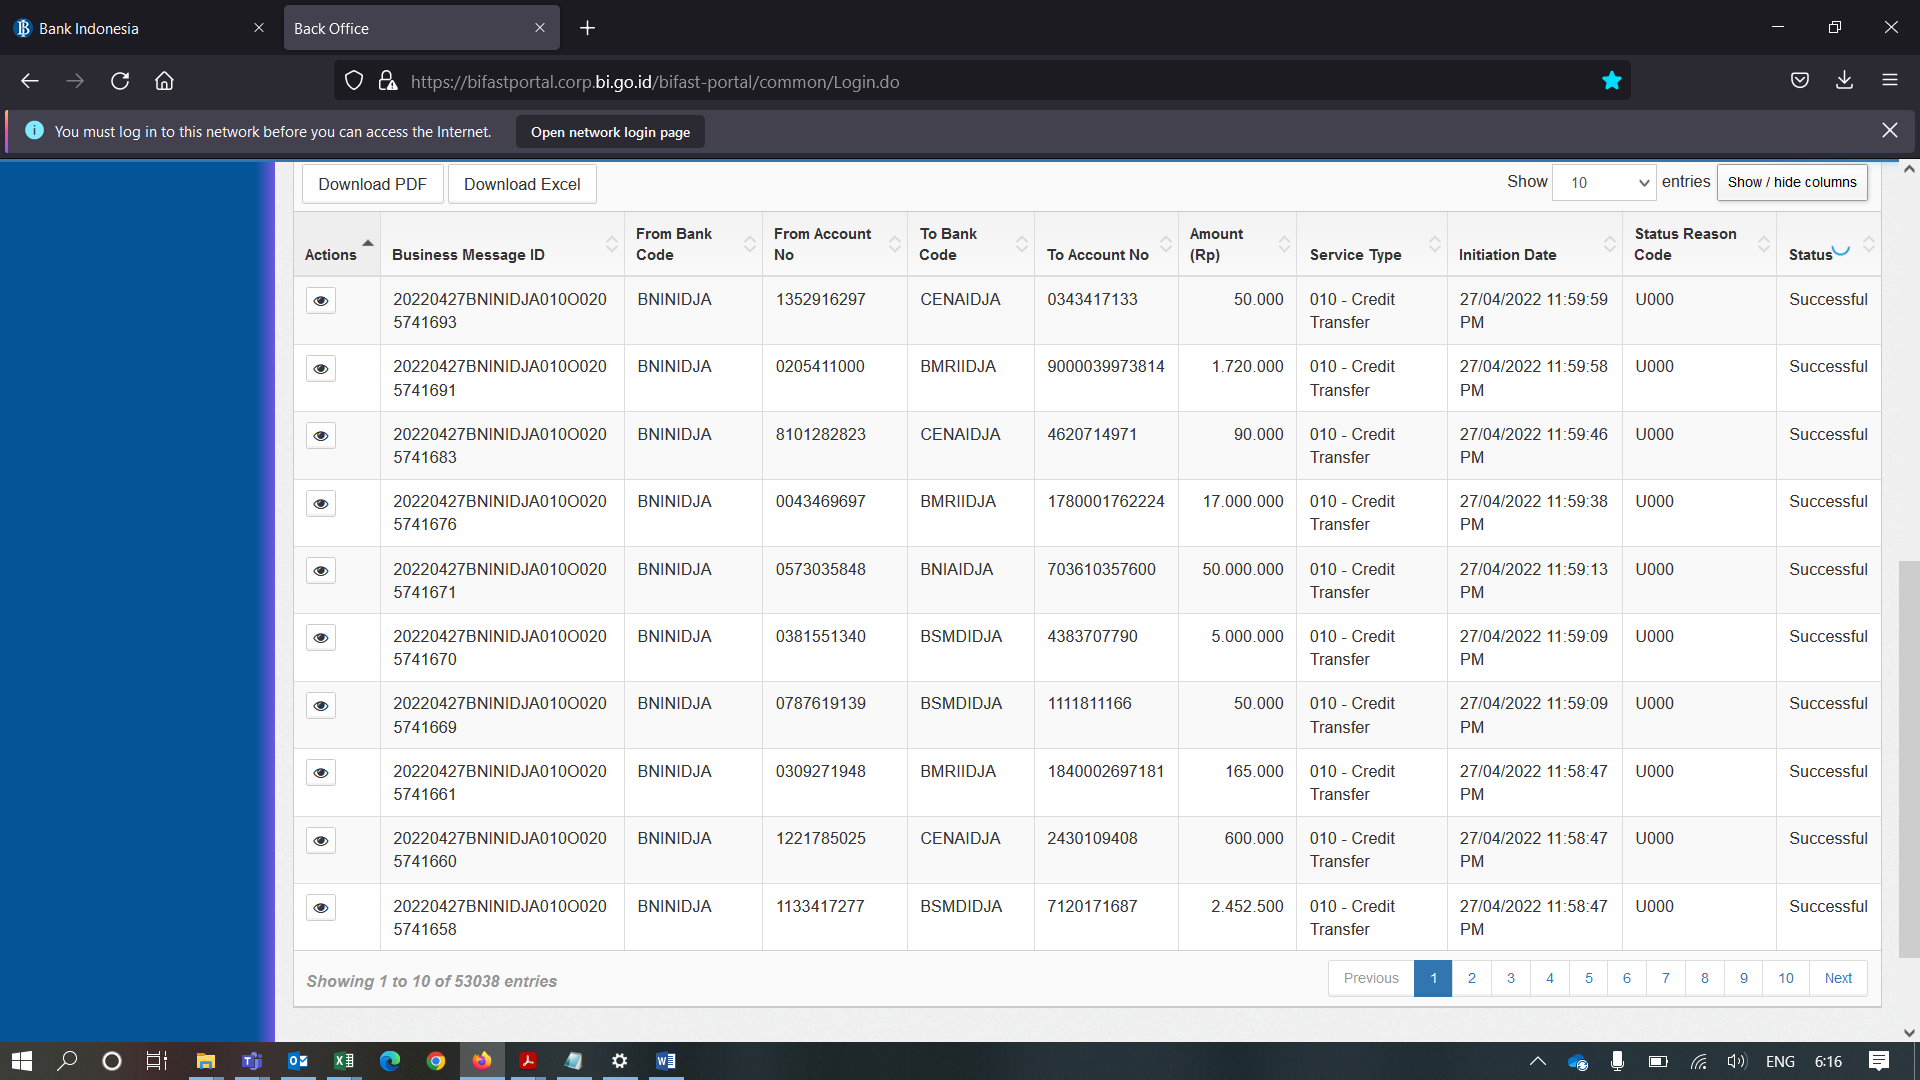 Bank Indonesia
Back Office
https://bifastportal.corp.bi.go.id/bifast-portal/common/Login.do
You must log in to this network before you can access the Internet. Open network login page
Download PDF Download Excel Show 10 entries Show / hide columns
Actions Business Message ID From Bank Code From Account No To Bank Code To Account No Amount (Rp) Service Type Initiation Date Status Reason Code Status
20220427BNINIDJA010O020 BNINIDJA 1352916297 CENAIDJA 0343417133 50.000 010 - Credit 27/04/2022 11:59:59 U000 Successful
5741693 Transfer PM
20220427BNINIDJA010O020 BNINIDJA 0205411000 BMRIIDJA 9000039973814 1.720.000 010 - Credit 27/04/2022 11:59:58 U000 Successful
5741691 Transfer PM
20220427BNINIDJA010O020 BNINIDJA 8101282823 CENAIDJA 4620714971 90.000 010 - Credit 27/04/2022 11:59:46 U000 Successful
5741683 Transfer PM
20220427BNINIDJA010O020 BNINIDJA 0043469697 BMRIIDJA 1780001762224 17.000.000 010 - Credit 27/04/2022 11:59:38 U000 Successful
5741676 Transfer PM
20220427BNINIDJA010O020 BNINIDJA 0573035848 BNIAIDJA 703610357600 50.000.000 010 - Credit 27/04/2022 11:59:13 U000 Successful
5741671 Transfer PM
20220427BNINIDJA010O020 BNINIDJA 0381551340 BSMDIDJA 4383707790 5.000.000 010 - Credit 27/04/2022 11:59:09 U000 Successful
5741670 Transfer PM
20220427BNINIDJA010O020 BNINIDJA 0787619139 BSMDIDJA 1111811166 50.000 010 - Credit 27/04/2022 11:59:09 U000 Successful
5741669 Transfer PM
20220427BNINIDJA010O020 BNINIDJA 0309271948 BMRIIDJA 1840002697181 165.000 010 - Credit 27/04/2022 11:58:47 U000 Successful
5741661 Transfer PM
20220427BNINIDJA010O020 BNINIDJA 1221785025 CENAIDJA 2430109408 600.000 010 - Credit 27/04/2022 11:58:47 U000 Successful
5741660 Transfer PM
20220427BNINIDJA010O020 BNINIDJA 1133417277 BSMDIDJA 7120171687 2.452.500 010 - Credit 27/04/2022 11:58:47 U000 Successful
5741658 Transfer PM
Showing 1 to 10 of 53038 entries Previous 1 2 3 4 5 6 7 8 9 10 Next
ENG 6:16